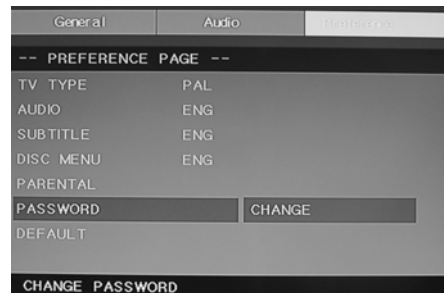 General Audio Preference
-- PREFERENCE PAGE --
TV TYPE PAL
AUDIO ENG
SUBTITLE ENG
DISC MENU ENG
PARENTAL
PASSWORD CHANGE
DEFAULT
CHANGE PASSWORD